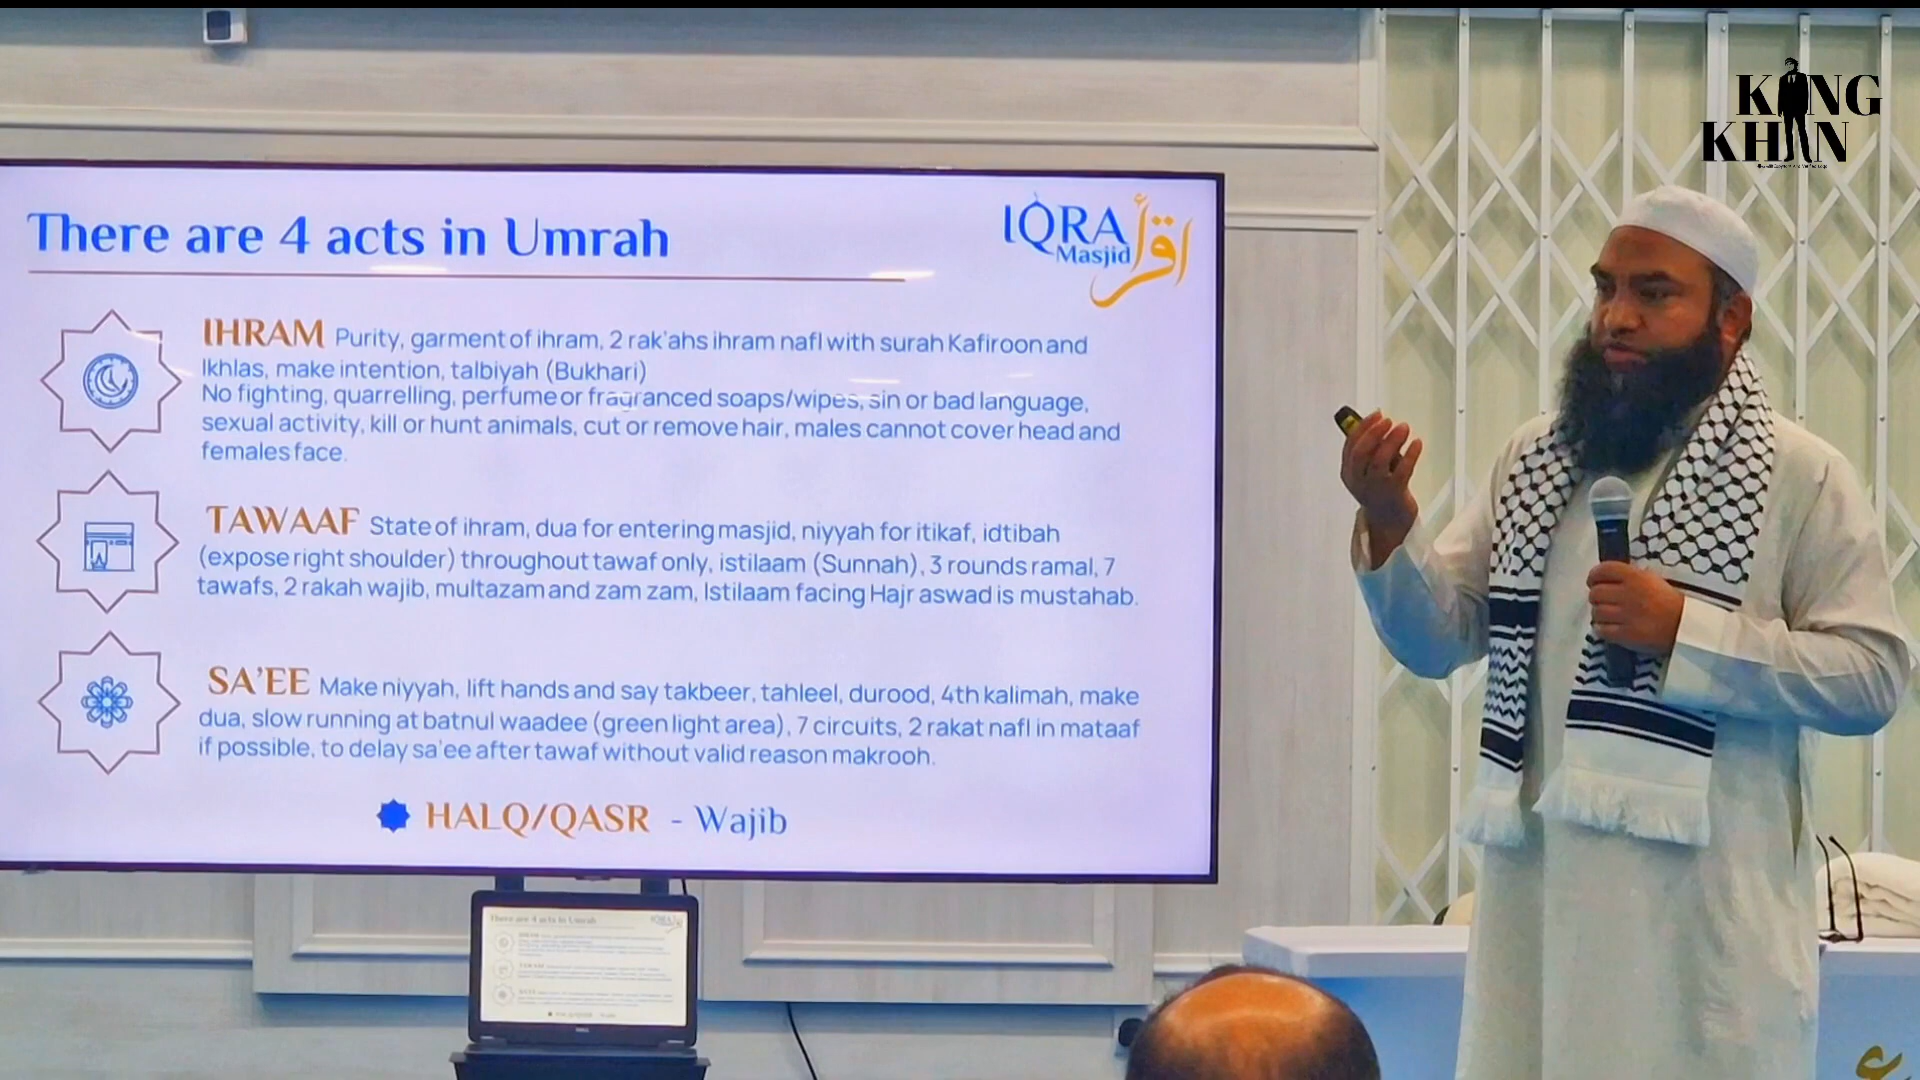 KING
KHAN
There are 4 acts in Umrah
IQRA
Masjid
اقرأ
IHRAM Purity, garment of ihram, 2 rak'ahs ihram nafl with surah Kafiroon and
Ikhlas, make intention, talbiyah (Bukhari)
No fighting, quarrelling, perfume or fragranced soaps/wipes, sin or bad language,
sexual activity, kill or hunt animals, cut or remove hair, males cannot cover head and
females face.
TAWAAF State of ihram, dua for entering masjid, niyyah for itikaf, idtibah
(expose right shoulder) throughout tawaf only, istilaam (Sunnah), 3 rounds ramal, 7
tawafs, 2 rakah wajib, multazam and zam zam, Istilaam facing Hajr aswad is mustahab.
SA'EE Make niyyah, lift hands and say takbeer, tahleel, durood, 4th kalimah, make
dua, slow running at batnul waadee (green light area), 7 circuits, 2 rakat nafl in mataaf
if possible, to delay sa'ee after tawaf without valid reason makrooh.
HALQ/QASR - Wajib
There are 4 acts in Umrah
IQRA